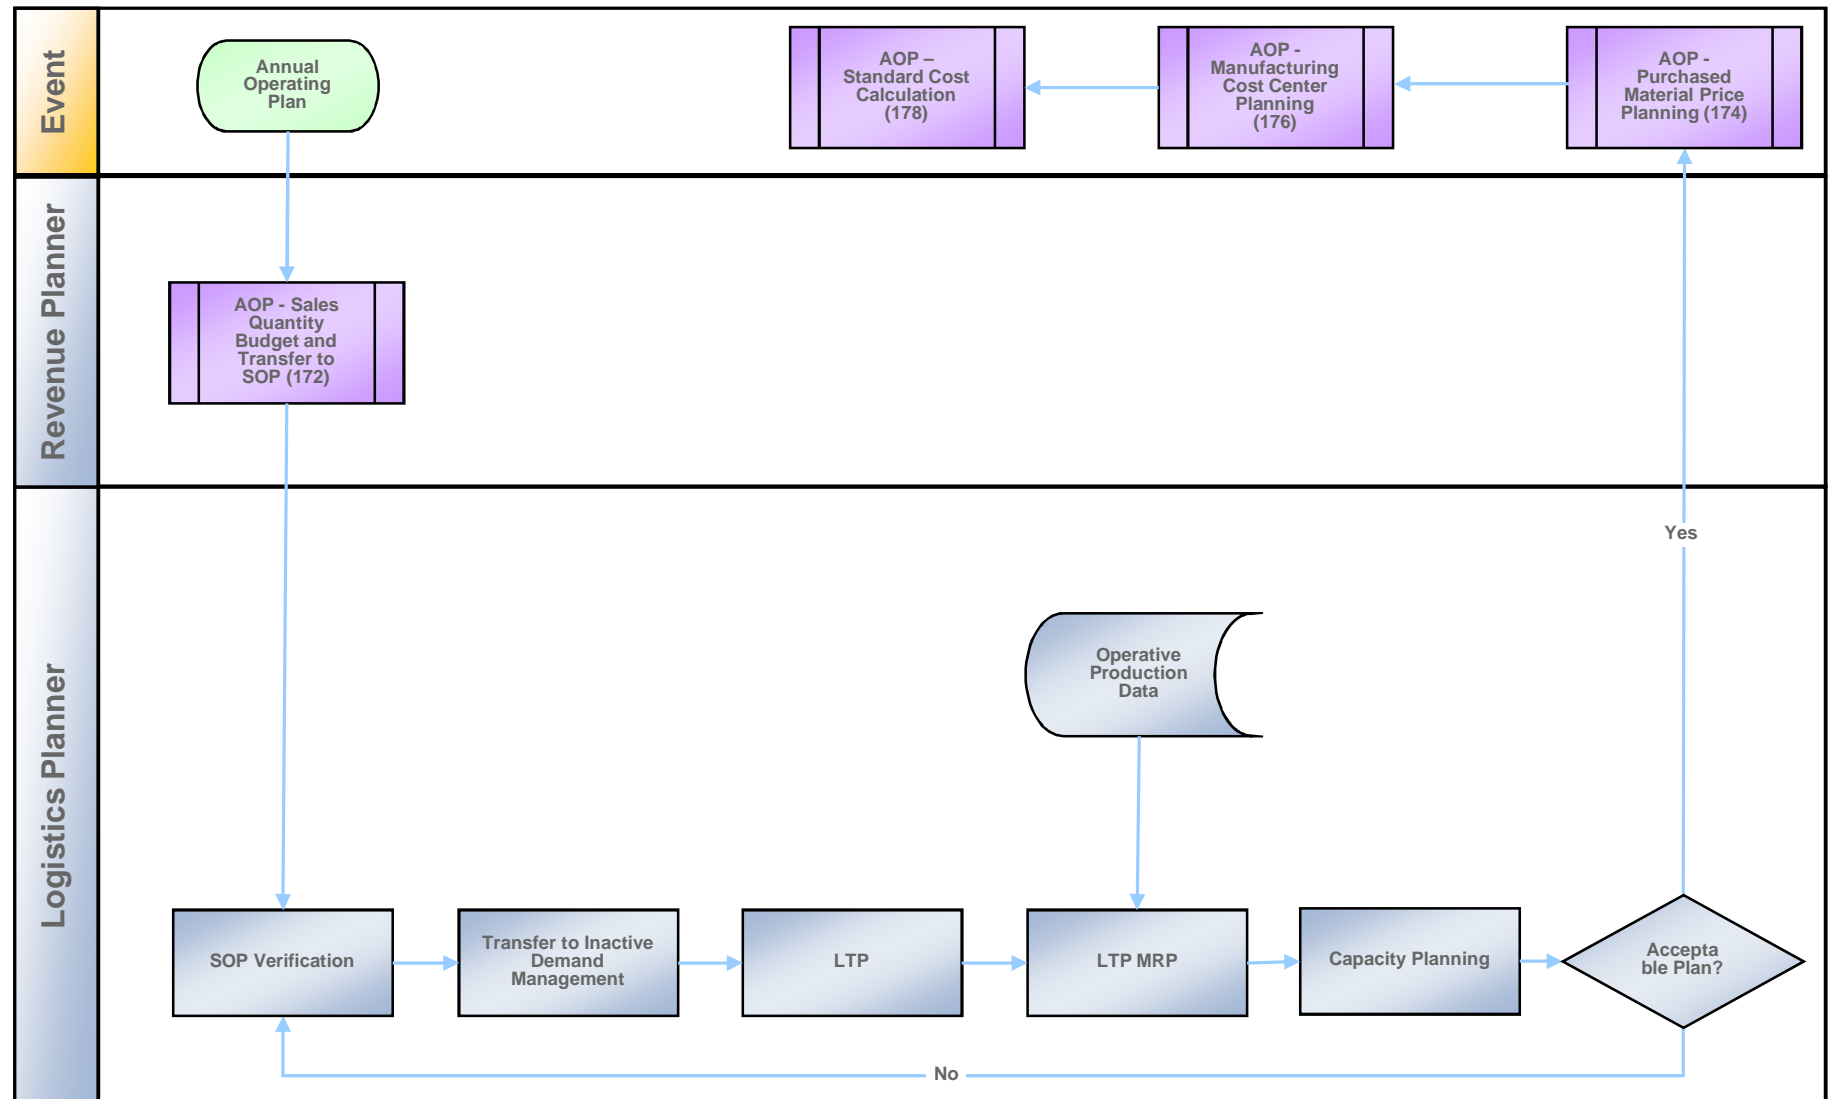 Event
Annual
Operating
Plan
AOP –
Standard Cost
Calculation
(178)
AOP -
Manufacturing
Cost Center
Planning
(176)
AOP -
Purchased
Material Price
Planning (174)
Revenue Planner
AOP - Sales
Quantity
Budget and
Transfer to
SOP (172)
Logistics Planner
Yes
Operative
Production
Data
SOP Verification
Transfer to Inactive
Demand
Management
LTP
LTP MRP
Capacity Planning
Accepta
ble Plan?
No